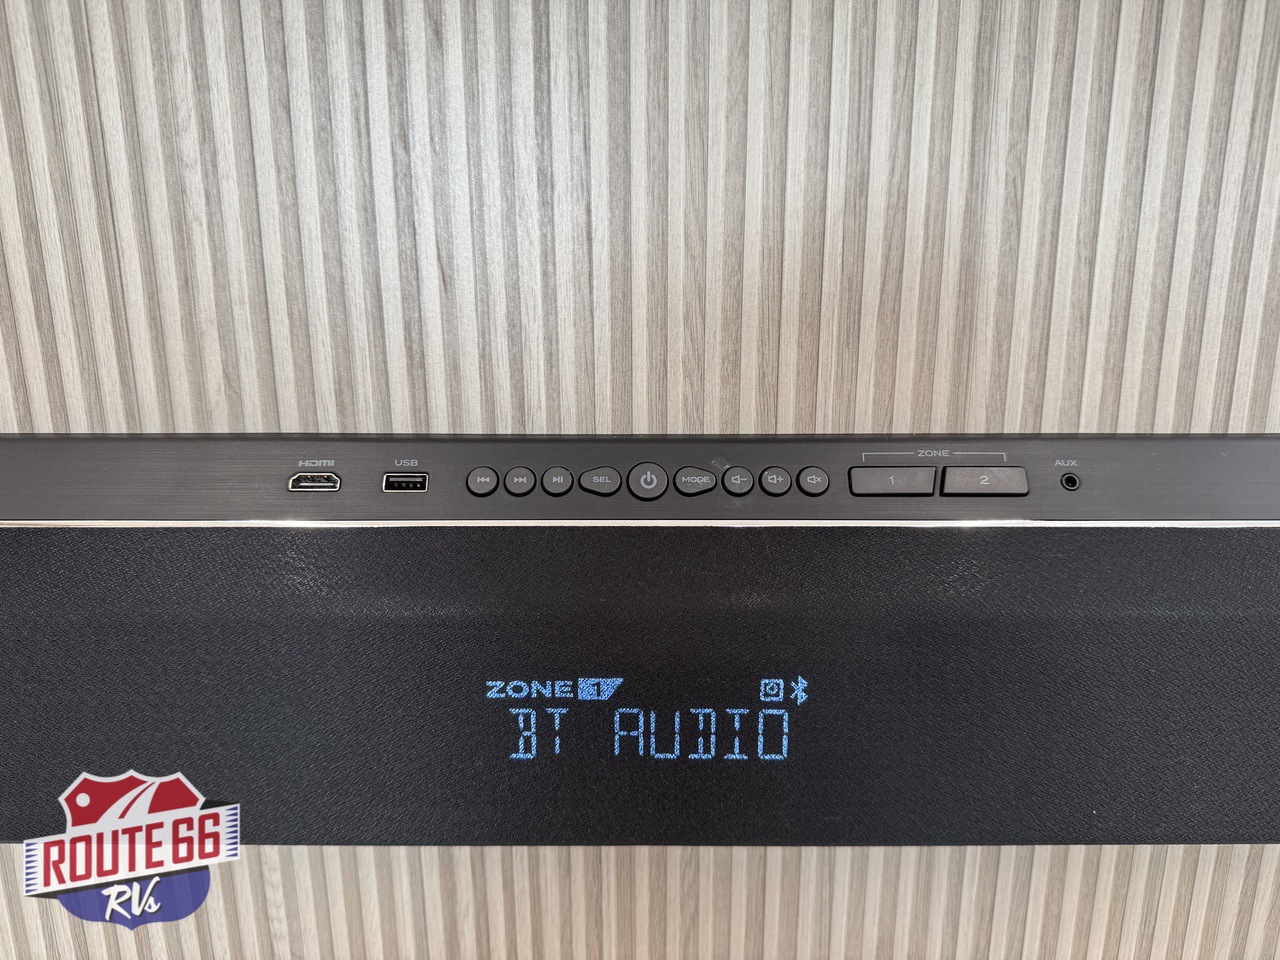 HDMI
USB
SEL
MODE
ZONE
1
2
AUX
ZONE 1
BT AUDIO
ROUTE 66
RVs